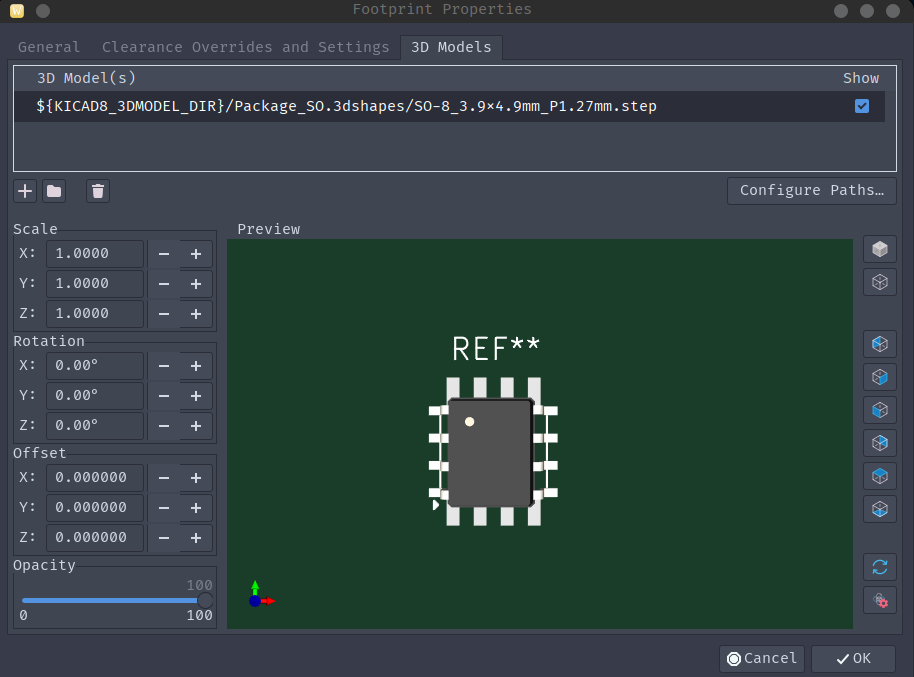 Footprint Properties
General Clearance Overrides and Settings 3D Models
3D Model(s) Show
${KICAD8_3DMODEL_DIR}/Package_SO.3dshapes/SO-8_3.9×4.9mm_P1.27mm.step
Configure Paths…
Scale
X: 1.0000 − +
Y: 1.0000 − +
Z: 1.0000 − +
Rotation
X: 0.00° − +
Y: 0.00° − +
Z: 0.00° − +
Offset
X: 0.000000 − +
Y: 0.000000 − +
Z: 0.000000 − +
Opacity
100
0 100
Preview
REF**
Cancel OK